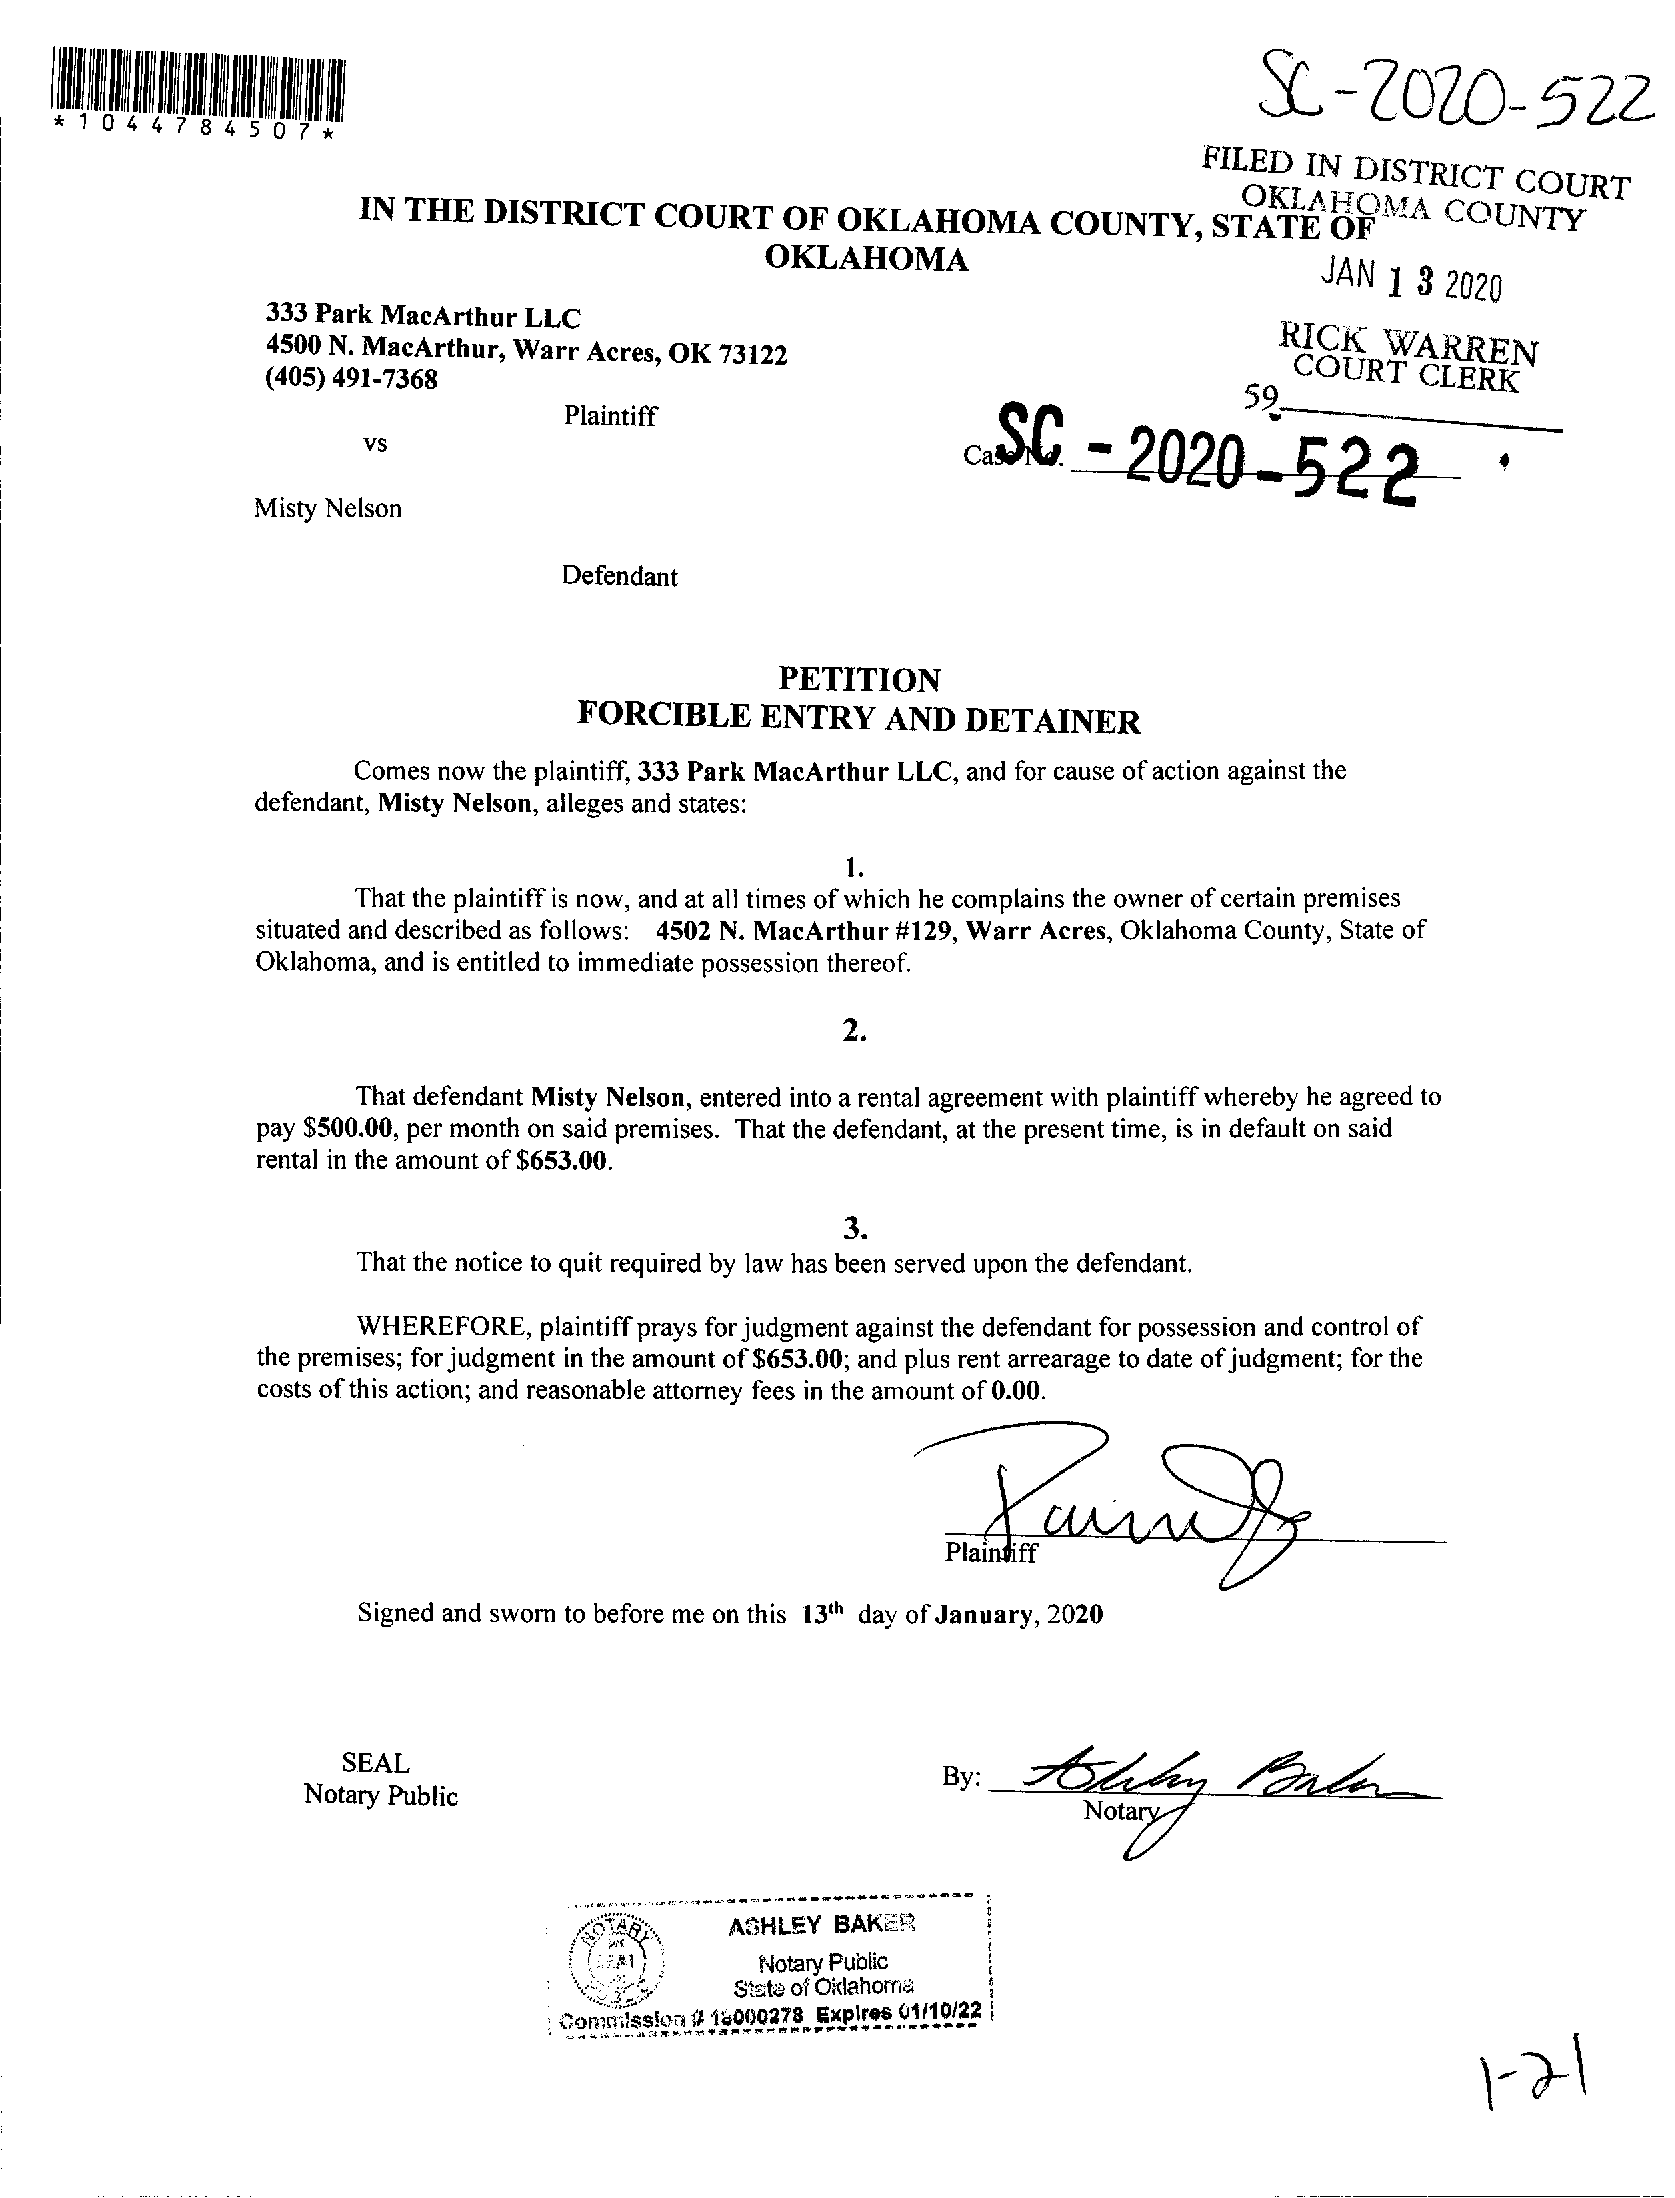 *1044784507*
SC-2020-522
FILED IN DISTRICT COURT
OKLAHOMA COUNTY
IN THE DISTRICT COURT OF OKLAHOMA COUNTY, STATE OF
OKLAHOMA
JAN 13 2020
333 Park MacArthur LLC
4500 N. MacArthur, Warr Acres, OK 73122
(405) 491-7368
RICK WARREN
COURT CLERK
59
Plaintiff
vs
SC-2020-522
Misty Nelson
Defendant
PETITION
FORCIBLE ENTRY AND DETAINER
Comes now the plaintiff, 333 Park MacArthur LLC, and for cause of action against the
defendant, Misty Nelson, alleges and states:
1.
That the plaintiff is now, and at all times of which he complains the owner of certain premises
situated and described as follows: 4502 N. MacArthur #129, Warr Acres, Oklahoma County, State of
Oklahoma, and is entitled to immediate possession thereof.
2.
That defendant Misty Nelson, entered into a rental agreement with plaintiff whereby he agreed to
pay $500.00, per month on said premises. That the defendant, at the present time, is in default on said
rental in the amount of $653.00.
3.
That the notice to quit required by law has been served upon the defendant.
WHEREFORE, plaintiff prays for judgment against the defendant for possession and control of
the premises; for judgment in the amount of $653.00; and plus rent arrearage to date of judgment; for the
costs of this action; and reasonable attorney fees in the amount of 0.00.
Plaintiff
Signed and sworn to before me on this 13th day of January, 2020
SEAL
Notary Public
By: Ashley Baker
Notary
ASHLEY BAKER
Notary Public
State of Oklahoma
Commission # Expires 01/10/22
NOTARY
1-21